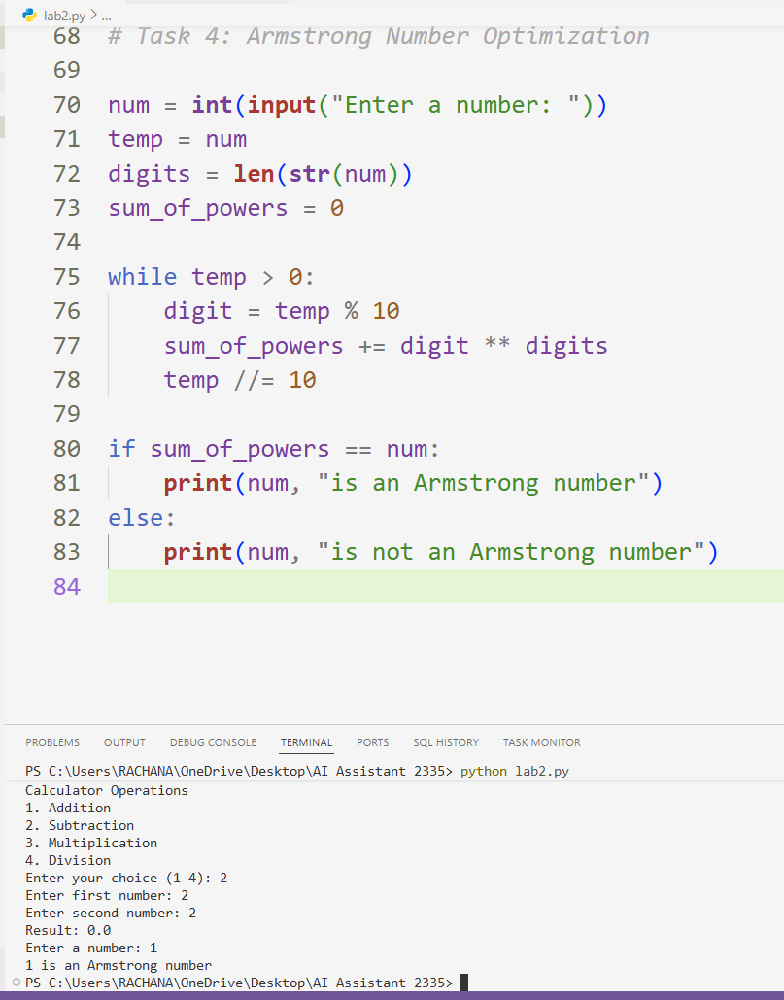 lab2.py > ...
68 # Task 4: Armstrong Number Optimization
69
70 num = int(input("Enter a number: "))
71 temp = num
72 digits = len(str(num))
73 sum_of_powers = 0
74
75 while temp > 0:
76     digit = temp % 10
77     sum_of_powers += digit ** digits
78     temp //= 10
79
80 if sum_of_powers == num:
81     print(num, "is an Armstrong number")
82 else:
83     print(num, "is not an Armstrong number")
84
PROBLEMS OUTPUT DEBUG CONSOLE TERMINAL PORTS SQL HISTORY TASK MONITOR
PS C:\Users\RACHANA\OneDrive\Desktop\AI Assistant 2335> python lab2.py
Calculator Operations
1. Addition
2. Subtraction
3. Multiplication
4. Division
Enter your choice (1-4): 2
Enter first number: 2
Enter second number: 2
Result: 0.0
Enter a number: 1
1 is an Armstrong number
PS C:\Users\RACHANA\OneDrive\Desktop\AI Assistant 2335>